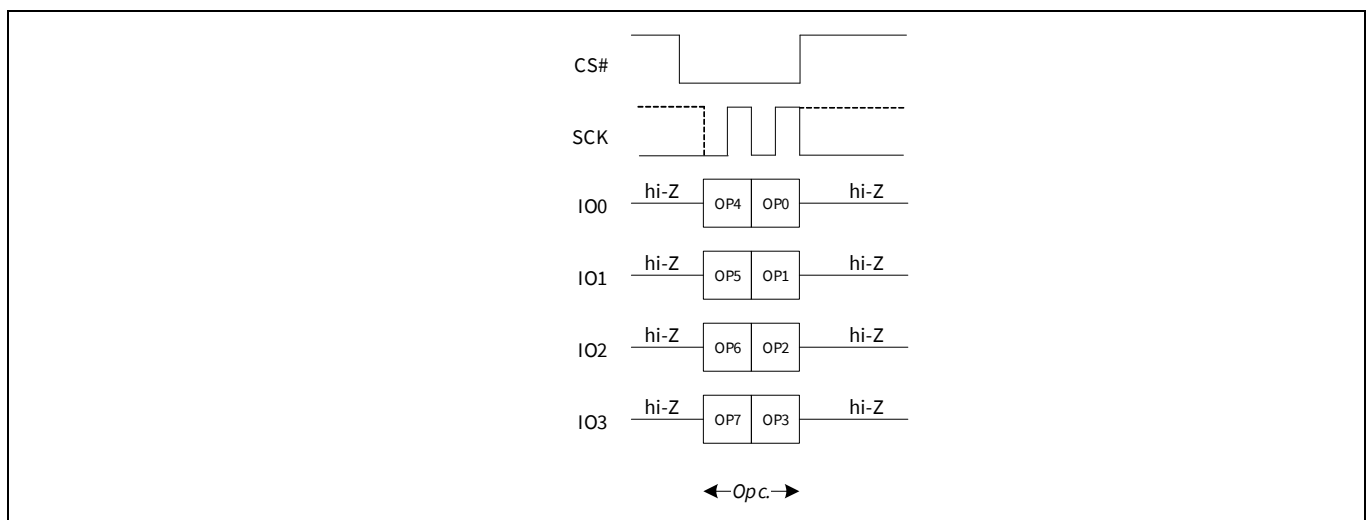 CS#
SCK
hi-Z hi-Z
IO0 OP4 OP0
hi-Z hi-Z
IO1 OP5 OP1
hi-Z hi-Z
IO2 OP6 OP2
hi-Z hi-Z
IO3 OP7 OP3
Opc.